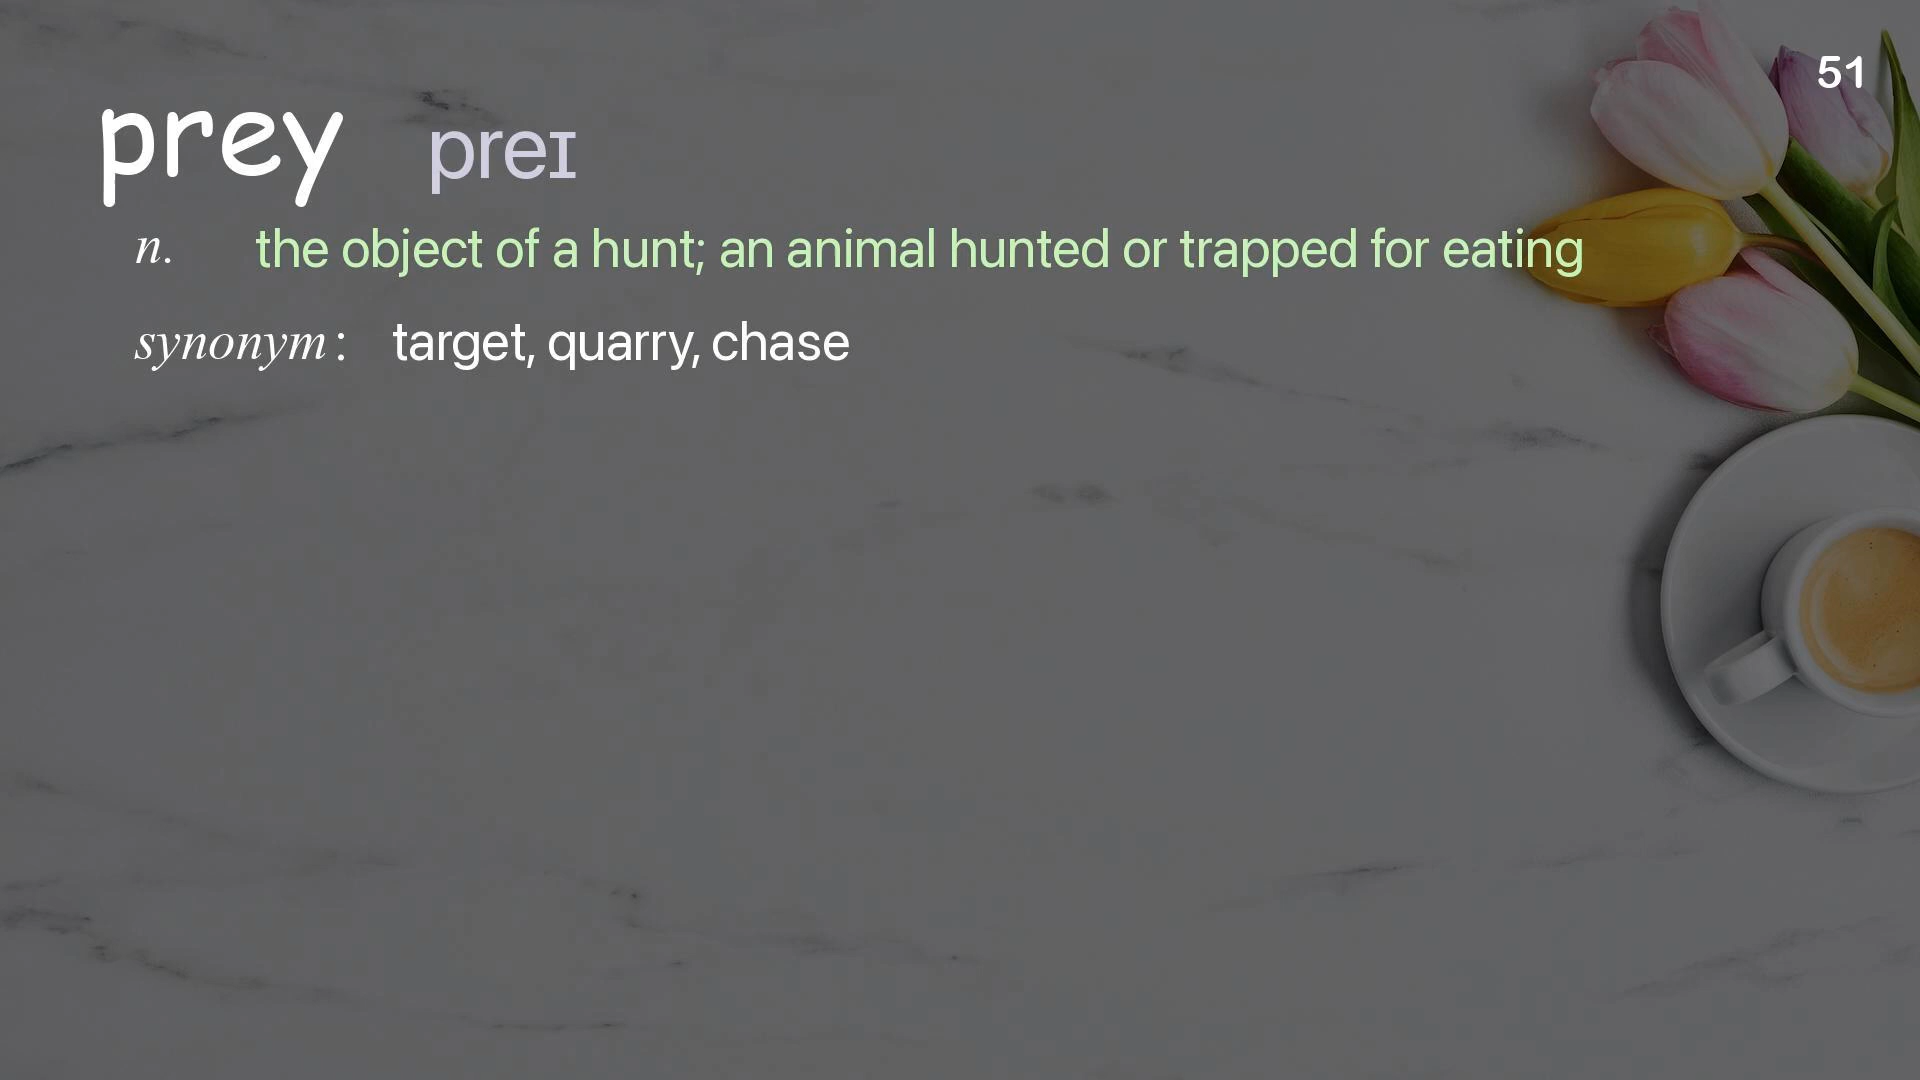 51
prey preɪ
n. the object of a hunt; an animal hunted or trapped for eating
synonym: target, quarry, chase